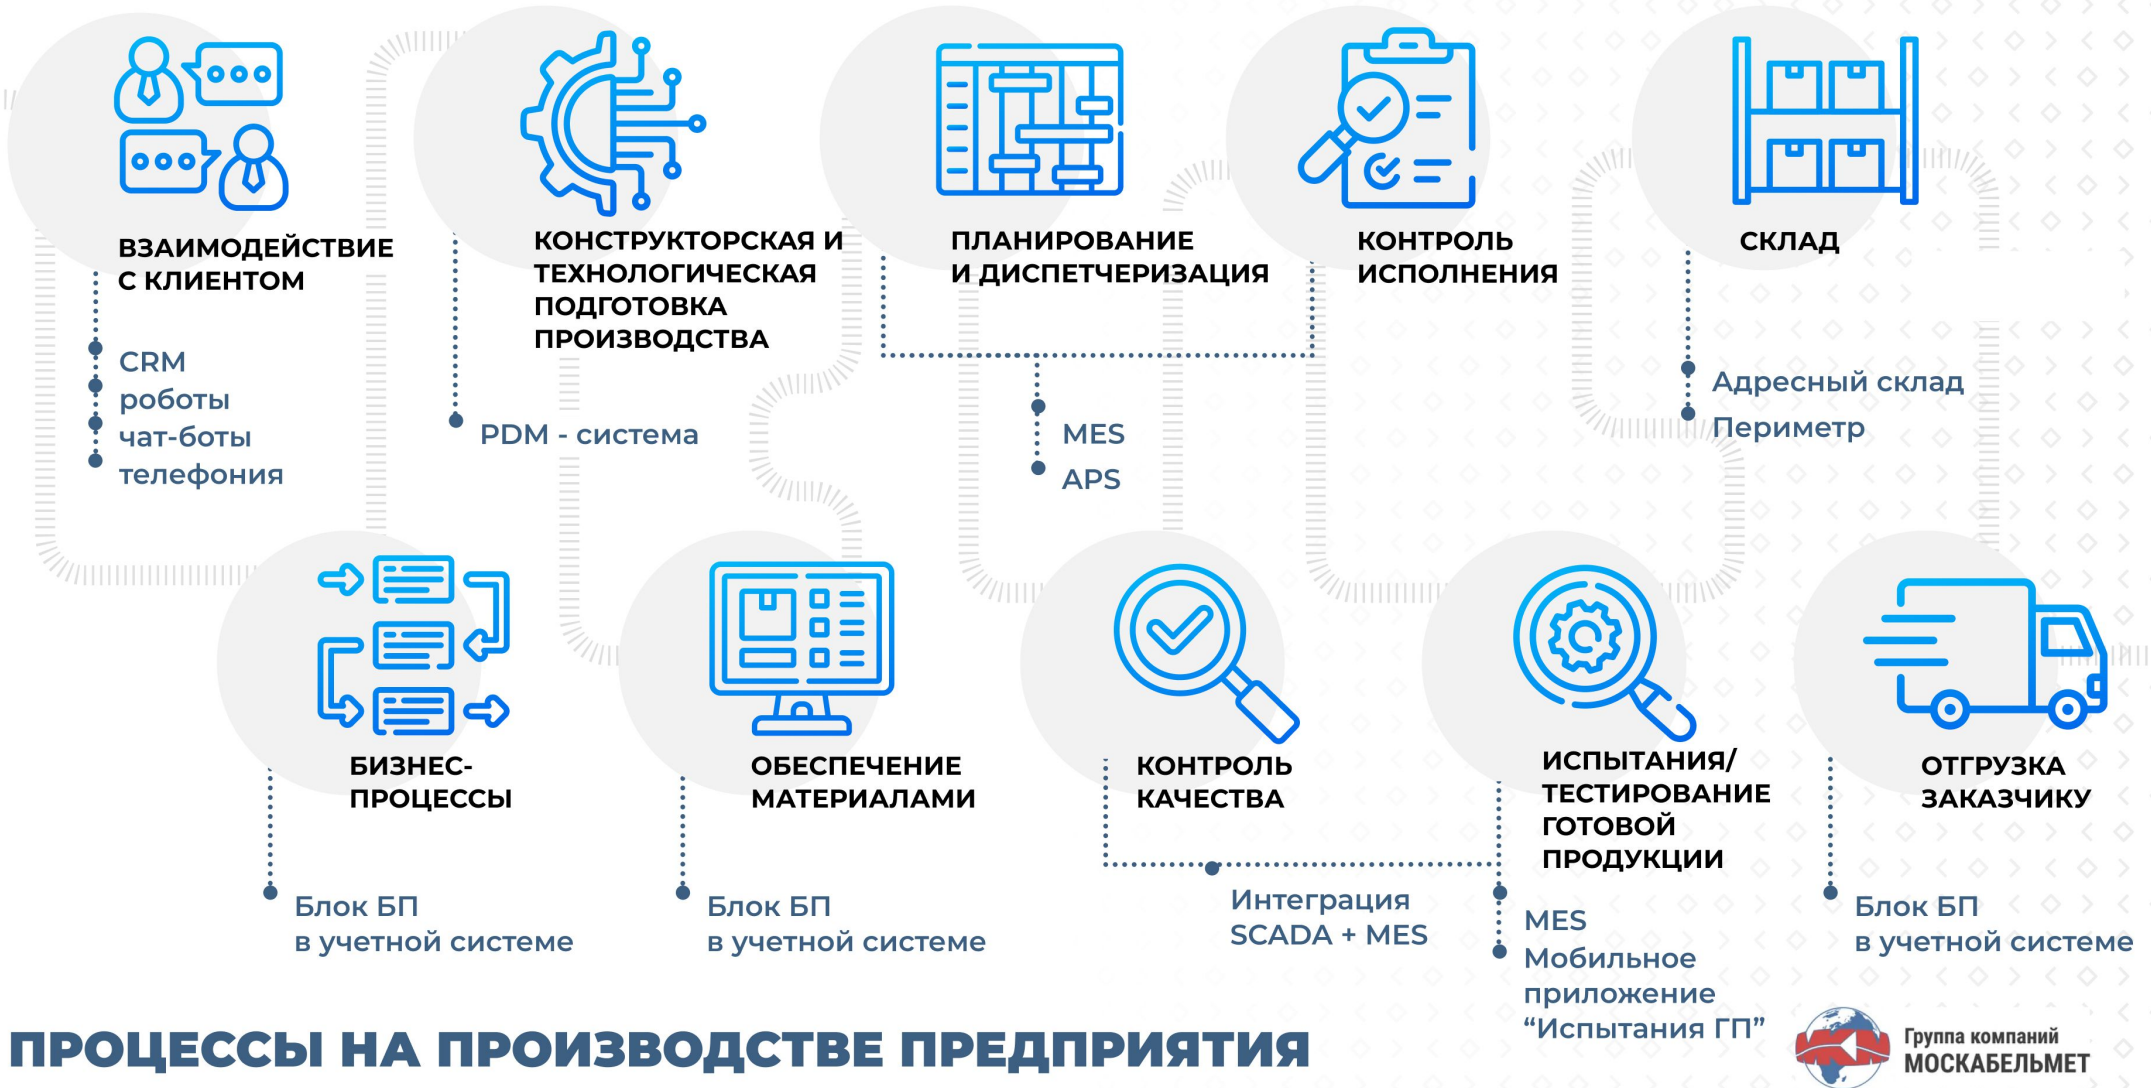 ВЗАИМОДЕЙСТВИЕ
С КЛИЕНТОМ
CRM
роботы
чат-боты
телефония
КОНСТРУКТОРСКАЯ И
ТЕХНОЛОГИЧЕСКАЯ
ПОДГОТОВКА
ПРОИЗВОДСТВА
PDM - система
ПЛАНИРОВАНИЕ
И ДИСПЕТЧЕРИЗАЦИЯ
КОНТРОЛЬ
ИСПОЛНЕНИЯ
MES
APS
СКЛАД
Адресный склад
Периметр
БИЗНЕС-
ПРОЦЕССЫ
Блок БП
в учетной системе
ОБЕСПЕЧЕНИЕ
МАТЕРИАЛАМИ
Блок БП
в учетной системе
КОНТРОЛЬ
КАЧЕСТВА
Интеграция
SCADA + MES
ИСПЫТАНИЯ/
ТЕСТИРОВАНИЕ
ГОТОВОЙ
ПРОДУКЦИИ
MES
Мобильное
приложение
“Испытания ГП”
ОТГРУЗКА
ЗАКАЗЧИКУ
Блок БП
в учетной системе
ПРОЦЕССЫ НА ПРОИЗВОДСТВЕ ПРЕДПРИЯТИЯ
Группа компаний
МОСКАБЕЛЬМЕТ